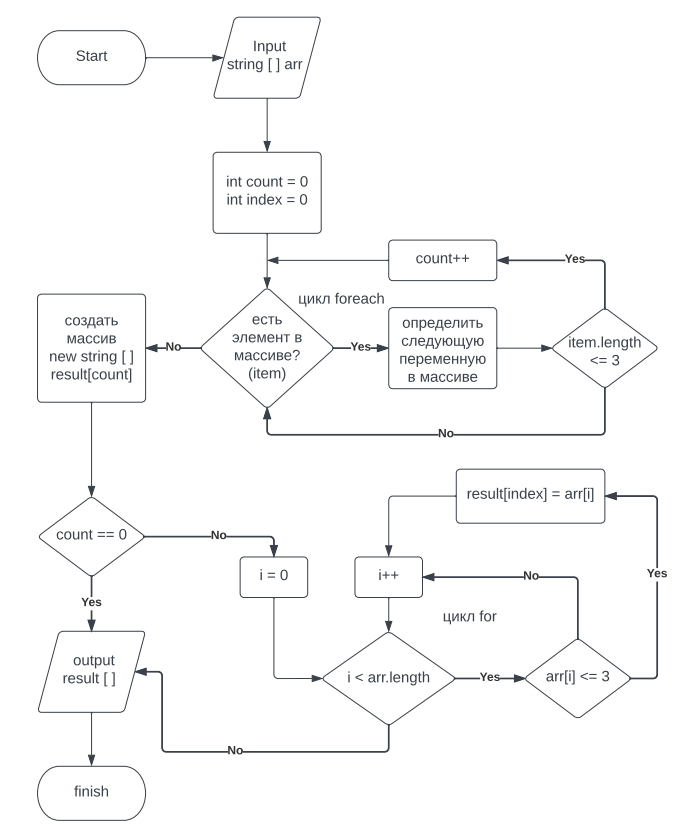 Start
Input
string [ ] arr
int count = 0
int index = 0
count++
Yes
цикл foreach
создать
массив
new string [ ]
result[count]
No
есть
элемент в
массиве?
(item)
Yes
определить
следующую
переменную
в массиве
item.length
<= 3
No
result[index] = arr[i]
count == 0
No
i = 0
i++
No
Yes
Yes
цикл for
output
result [ ]
i < arr.length
Yes
arr[i] <= 3
No
finish